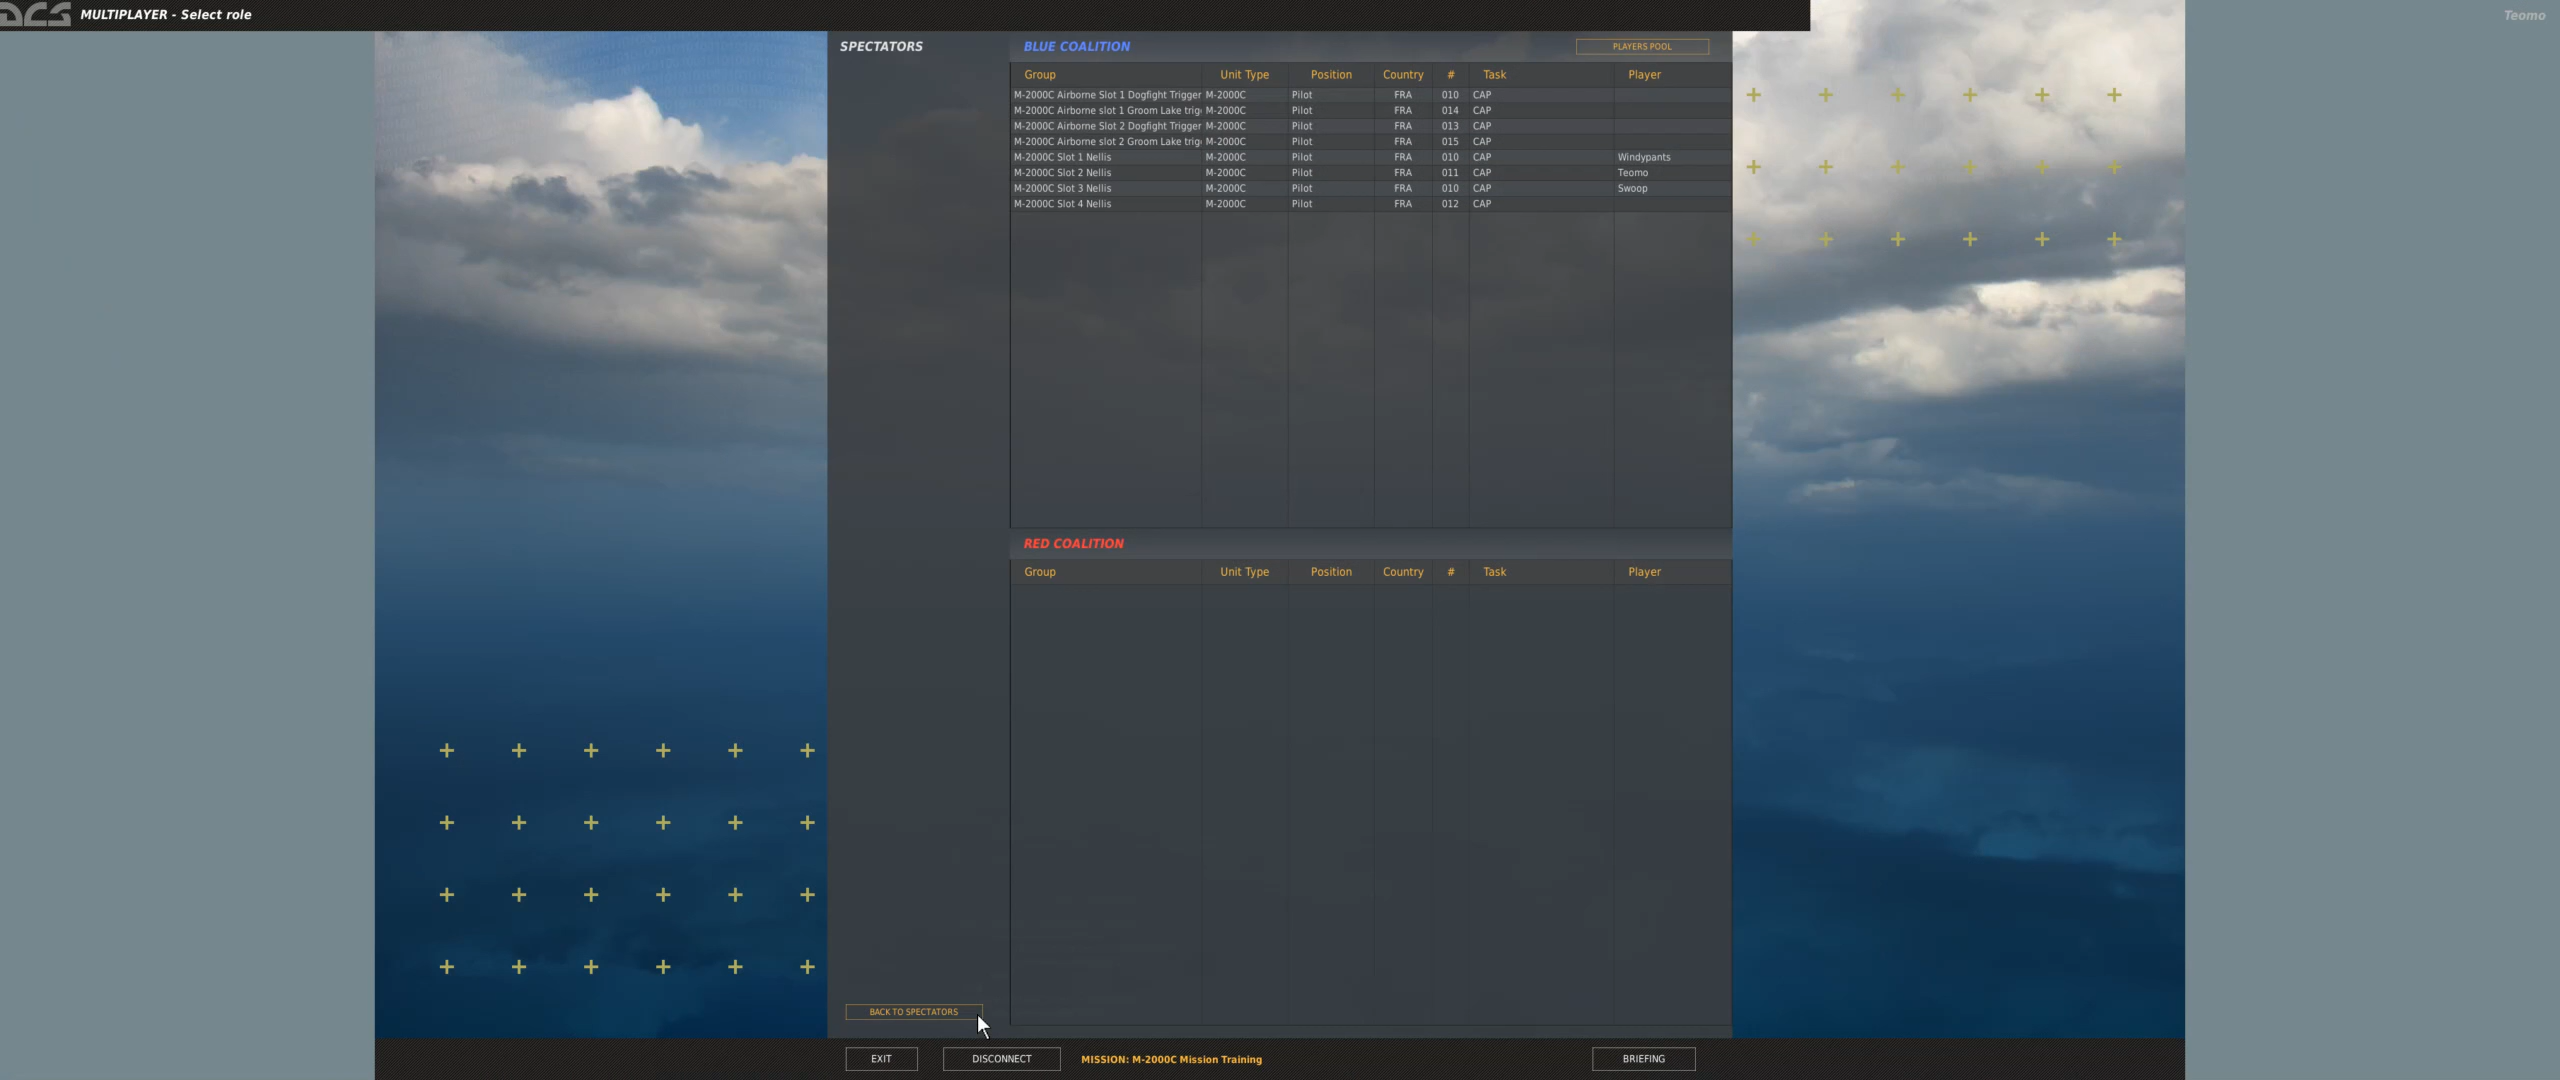 DCS MULTIPLAYER - Select role
Teomo
SPECTATORS
BLUE COALITION
PLAYERS POOL
Group Unit Type Position Country # Task Player
M-2000C Airborne Slot 1 Dogfight Trigger M-2000C Pilot FRA 010 CAP
M-2000C Airborne slot 1 Groom Lake trig M-2000C Pilot FRA 014 CAP
M-2000C Airborne Slot 2 Dogfight Trigger M-2000C Pilot FRA 013 CAP
M-2000C Airborne slot 2 Groom Lake trig M-2000C Pilot FRA 015 CAP
M-2000C Slot 1 Nellis M-2000C Pilot FRA 010 CAP Windypants
M-2000C Slot 2 Nellis M-2000C Pilot FRA 011 CAP Teomo
M-2000C Slot 3 Nellis M-2000C Pilot FRA 010 CAP Swoop
M-2000C Slot 4 Nellis M-2000C Pilot FRA 012 CAP
RED COALITION
Group Unit Type Position Country # Task Player
BACK TO SPECTATORS
EXIT DISCONNECT MISSION: M-2000C Mission Training BRIEFING